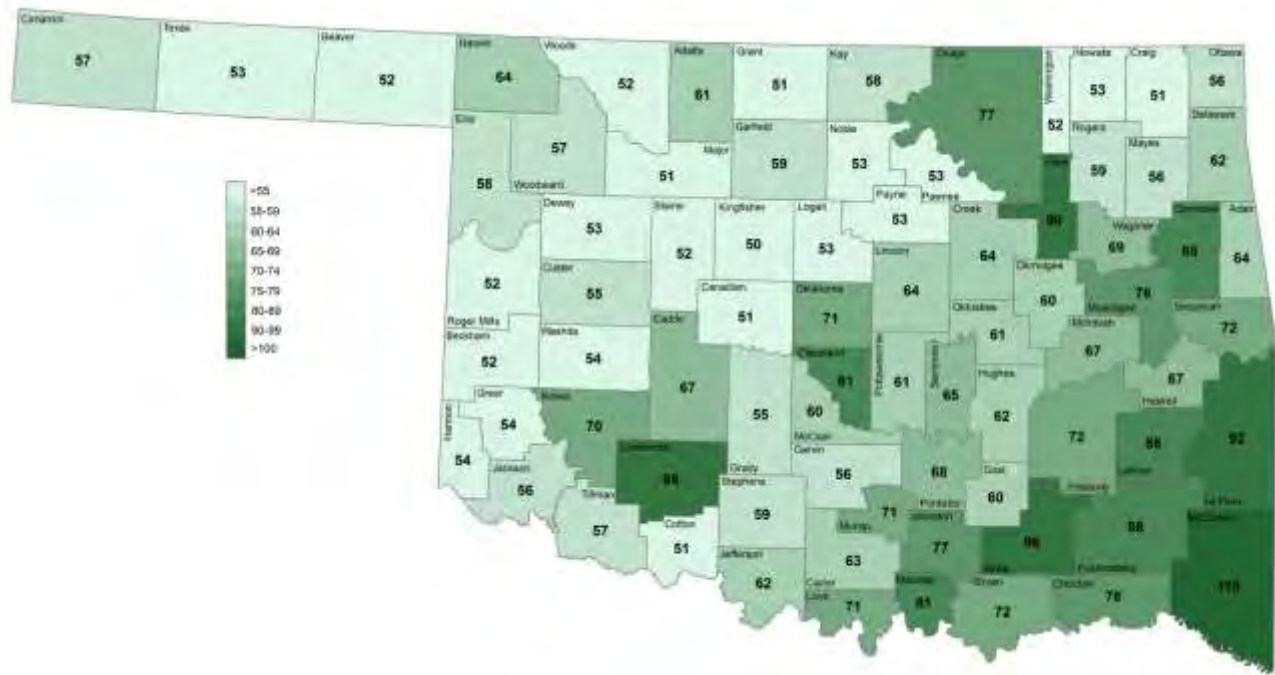 Cimarron
57
Texas
53
Beaver
52
Harper
64
Woods
52
Alfalfa
61
Grant
51
Kay
58
Osage
77
Washington
52
Nowata
53
Craig
51
Ottawa
56
Delaware
62
Ellis
58
57
Woodward
Major
51
Garfield
59
Noble
53
53
Pawnee
Rogers
59
Mayes
56
Payne
53
<55
55-59
60-64
65-69
70-74
75-79
80-89
90-99
>100
Dewey
53
Blaine
52
Kingfisher
50
Logan
53
Creek
64
Wagoner
69
Cherokee
Adair
64
52
Roger Mills
Custer
55
Canadian
51
Oklahoma
71
Lincoln
64
Okmulgee
60
Okfuskee
61
76
Muskogee
Sequoyah
72
Beckham
52
Washita
54
Caddo
67
Cleveland
81
Pottawatomie
61
Seminole
65
Hughes
62
McIntosh
67
67
Haskell
Harmon
54
Greer
54
Kiowa
70
55
Grady
60
McClain
72
Pittsburg
Latimer
92
Le Flore
Jackson
56
Tillman
57
Comanche
Cotton
51
Stephens
59
Garvin
56
68
Pontotoc
Coal
60
71
Murray
Johnston
77
Atoka
Pushmataha
McCurtain
Jefferson
62
63
Carter
Love
71
Marshall
81
Bryan
72
Choctaw
78